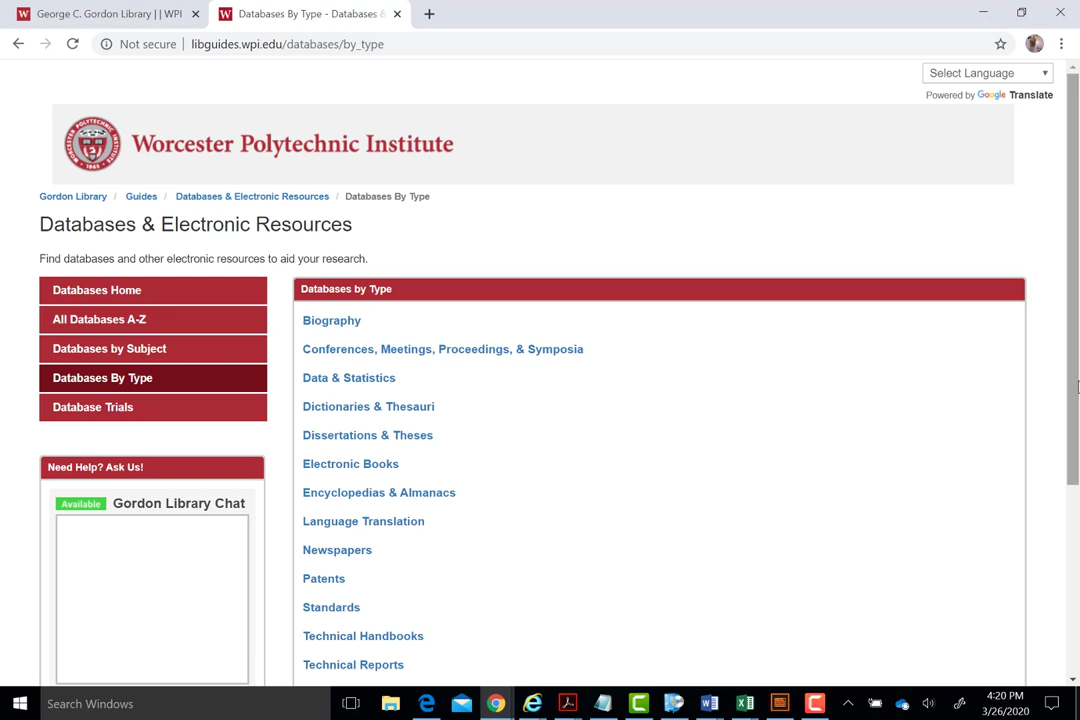 George C. Gordon Library | | WPI
Databases By Type - Databases &
Not secure
libguides.wpi.edu/databases/by_type
Select Language
Powered by Google Translate
Worcester Polytechnic Institute
Gordon Library / Guides / Databases & Electronic Resources / Databases By Type
Databases & Electronic Resources
Find databases and other electronic resources to aid your research.
Databases Home
All Databases A-Z
Databases by Subject
Databases By Type
Database Trials
Databases by Type
Biography
Conferences, Meetings, Proceedings, & Symposia
Data & Statistics
Dictionaries & Thesauri
Dissertations & Theses
Electronic Books
Encyclopedias & Almanacs
Language Translation
Newspapers
Patents
Standards
Technical Handbooks
Technical Reports
Need Help? Ask Us!
Available Gordon Library Chat
Search Windows
4:20 PM
3/26/2020